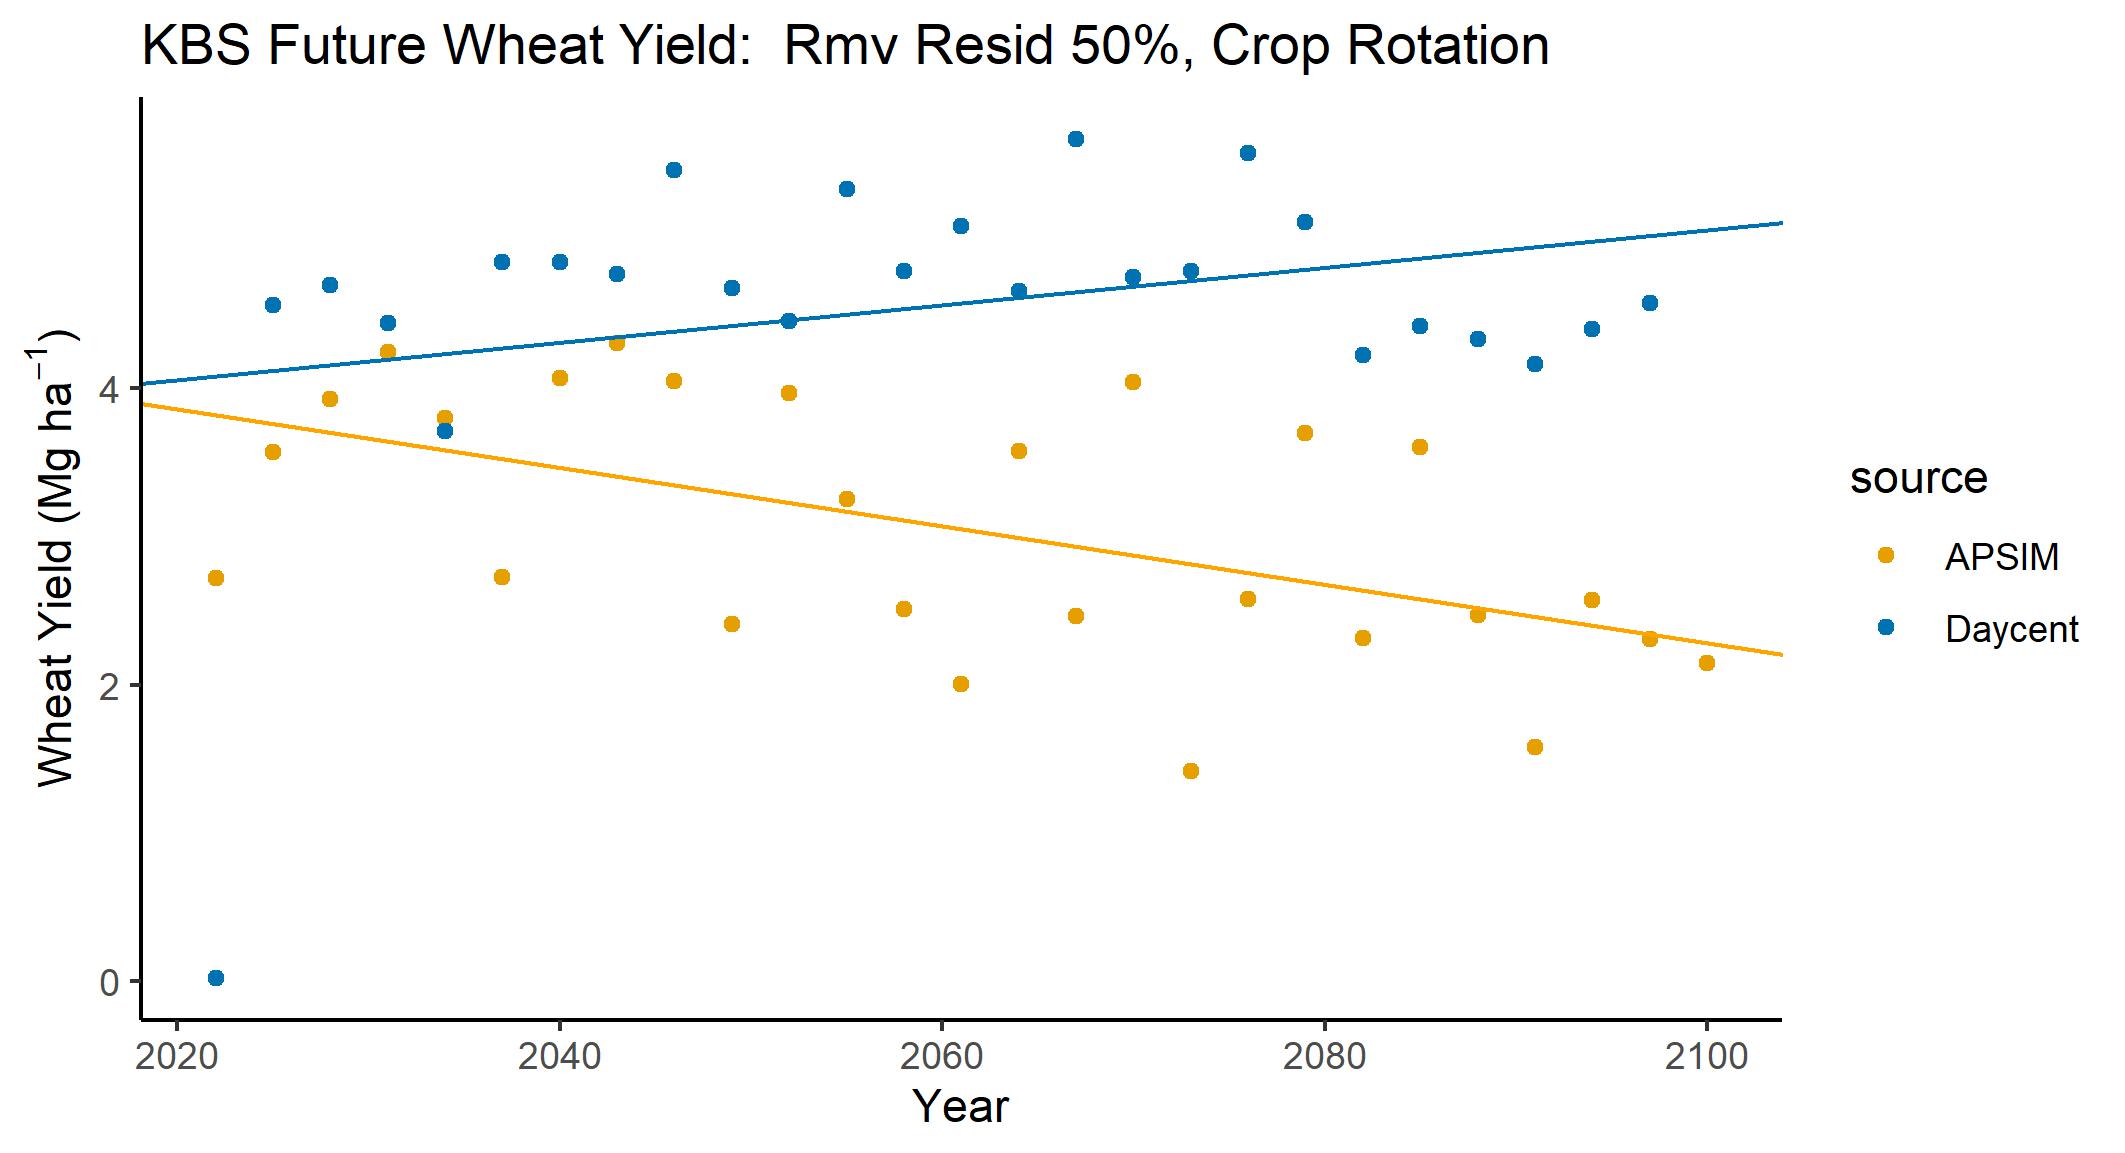 KBS Future Wheat Yield:  Rmv Resid 50%, Crop Rotation
Wheat Yield (Mg ha⁻¹)
4
2
0
2020 2040 2060 2080 2100
Year
source
APSIM
Daycent